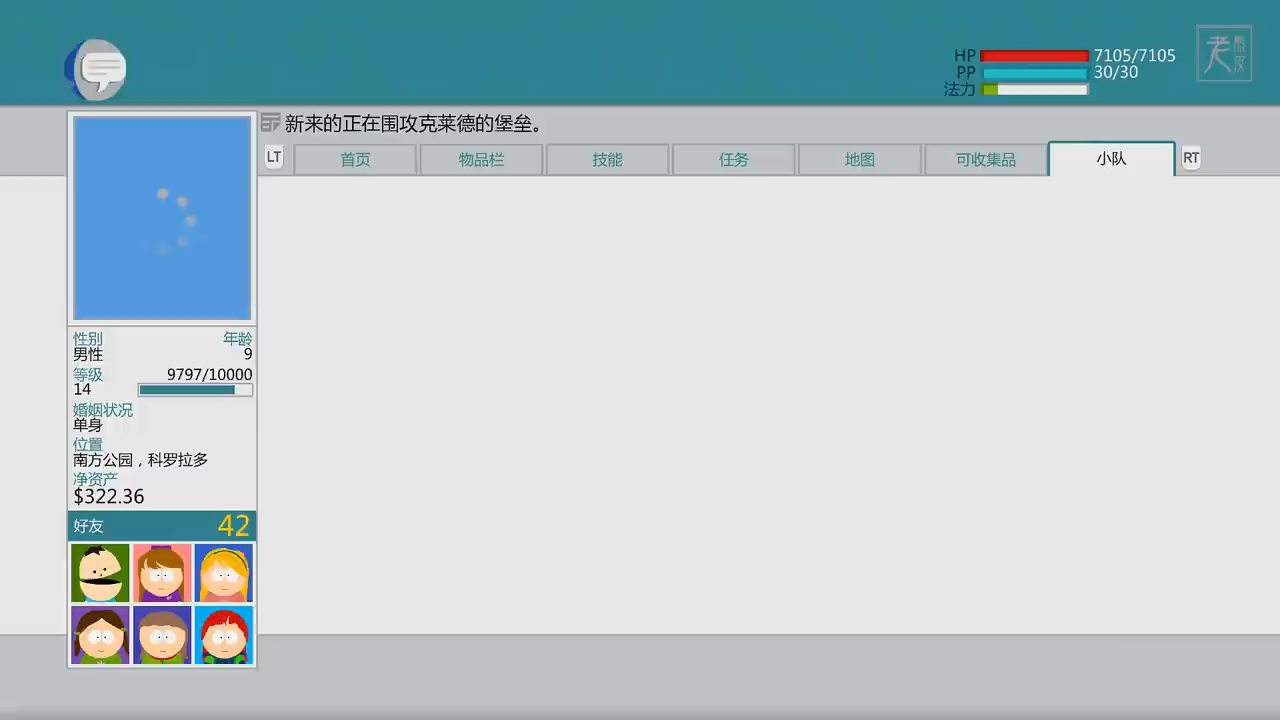 HP 7105/7105
PP 30/30
法力
新来的正在围攻克莱德的堡垒。
LT 首页 物品栏 技能 任务 地图 可收集品 小队 RT
性别 年龄
男性 9
等级 9797/10000
14
婚姻状况
单身
位置
南方公园，科罗拉多
净资产
$322.36
好友 42